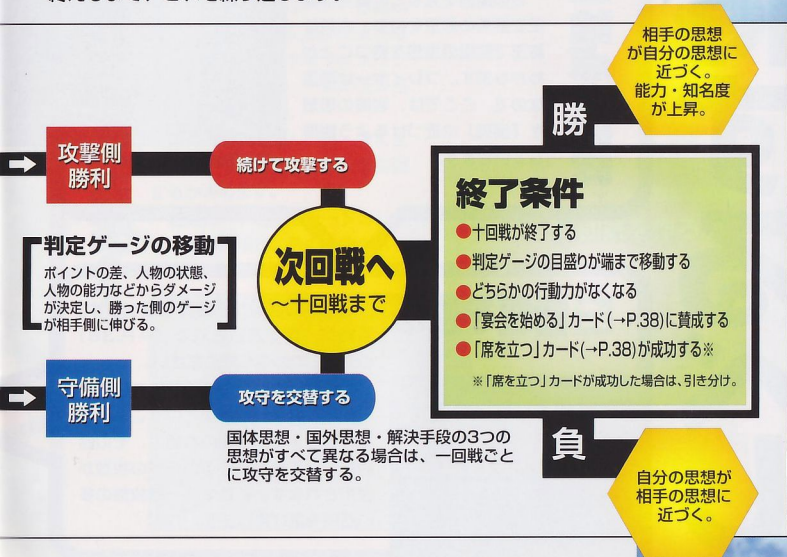 相手の思想
が自分の思想に
近づく。
能力・知名度
が上昇。
勝
攻撃側
勝利
続けて攻撃する
終了条件
●十回戦が終了する
●判定ゲージの目盛りが端まで移動する
●どちらかの行動力がなくなる
●「宴会を始める」カード(→P.38)に賛成する
●「席を立つ」カード(→P.38)が成功する※
※「席を立つ」カードが成功した場合は、引き分け。
判定ゲージの移動
ポイントの差、人物の状態、
人物の能力などからダメージ
が決定し、勝った側のゲージ
が相手側に伸びる。
次回戦へ
~十回戦まで
守備側
勝利
攻守を交替する
国体思想・国外思想・解決手段の3つの
思想がすべて異なる場合は、一回戦ごと
に攻守を交替する。
負
自分の思想が
相手の思想に
近づく。